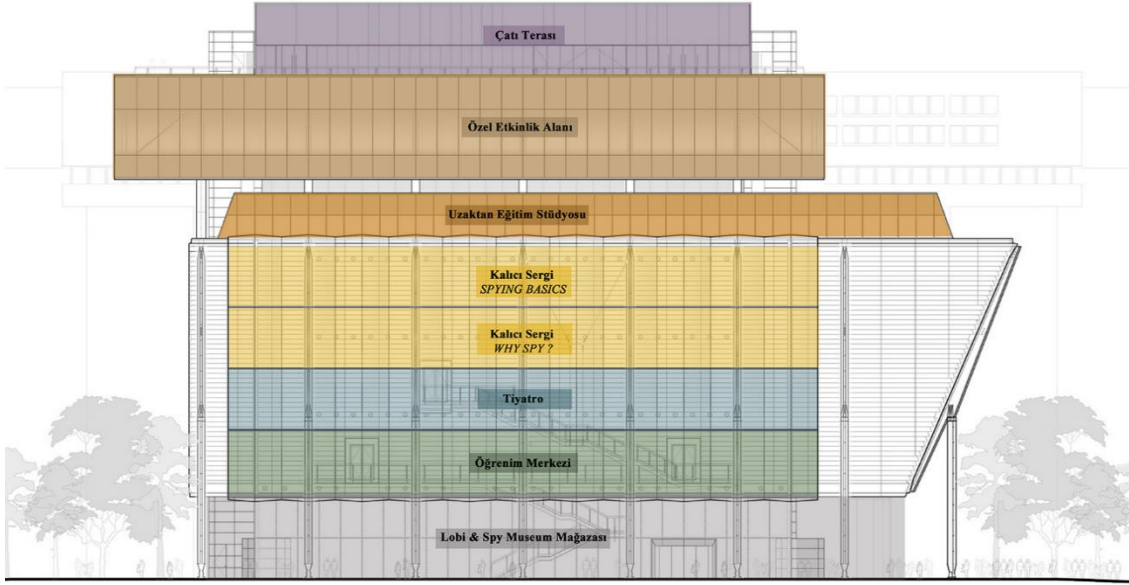 Çatı Terası
Özel Etkinlik Alanı
Uzaktan Eğitim Stüdyosu
Kalıcı Sergi
SPYING BASICS
Kalıcı Sergi
WHY SPY ?
Tiyatro
Öğrenim Merkezi
Lobi & Spy Museum Mağazası